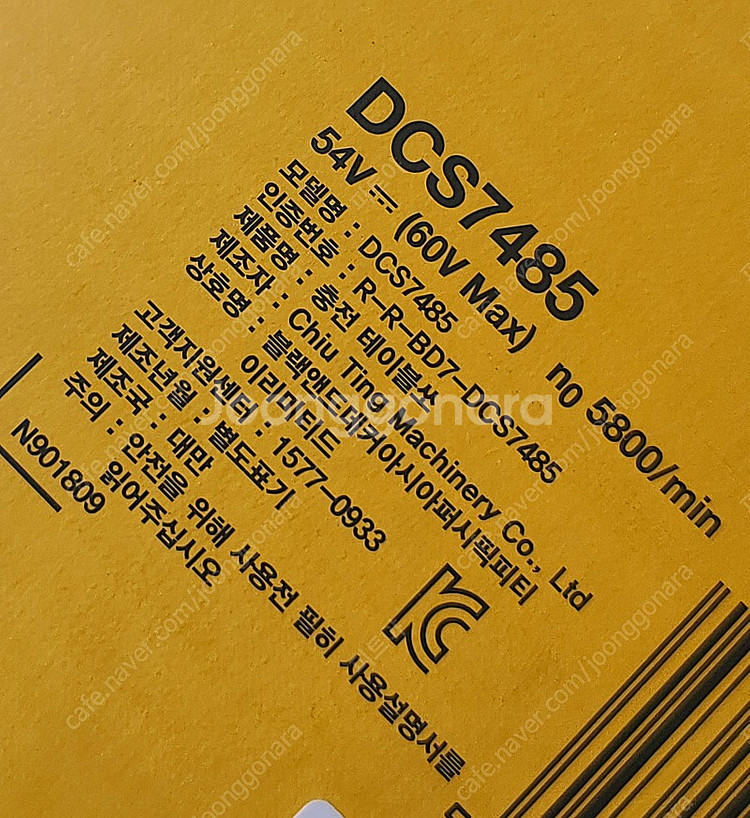 DCS7485
54V ⎓ (60V Max) n0 5800/min
모델명 : DCS7485
인증번호 : R-R-BD7-DCS7485
제품명 : 충전 테이블쏘
제조자 : Chiu Ting Machinery Co., Ltd
상호명 : 블랙앤드데커아시아퍼시픽피티
이리미티드
고객지원센터 : 1577-0933
제조년월 : 별도표기
제조국 : 대만
주의 : 안전을 위해 사용전 필히 사용설명서를
읽어주십시오
N901809
Joonggonara
cafe.naver.com/joonggonara